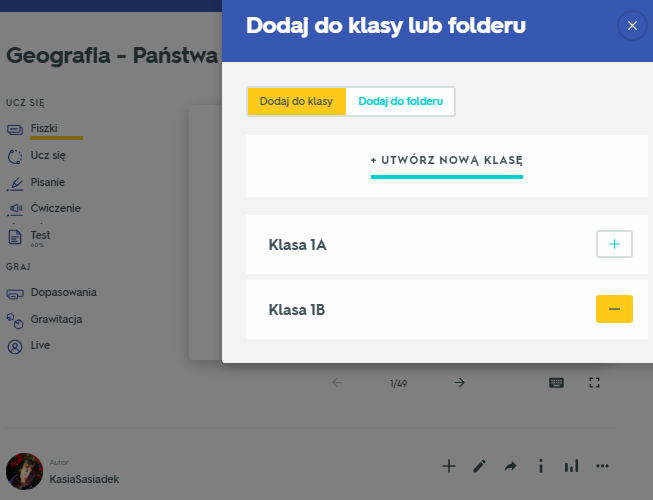 Dodaj do klasy lub folderu
Geografia - Państwa
Dodaj do klasy Dodaj do folderu
UCZ SIĘ
Fiszki
Ucz się
Pisanie
Ćwiczenie
Test
60%
GRAJ
Dopasowania
Grawitacja
Live
+ UTWÓRZ NOWĄ KLASĘ
Klasa 1A
Klasa 1B
1/49
Autor
KasiaSasiadek